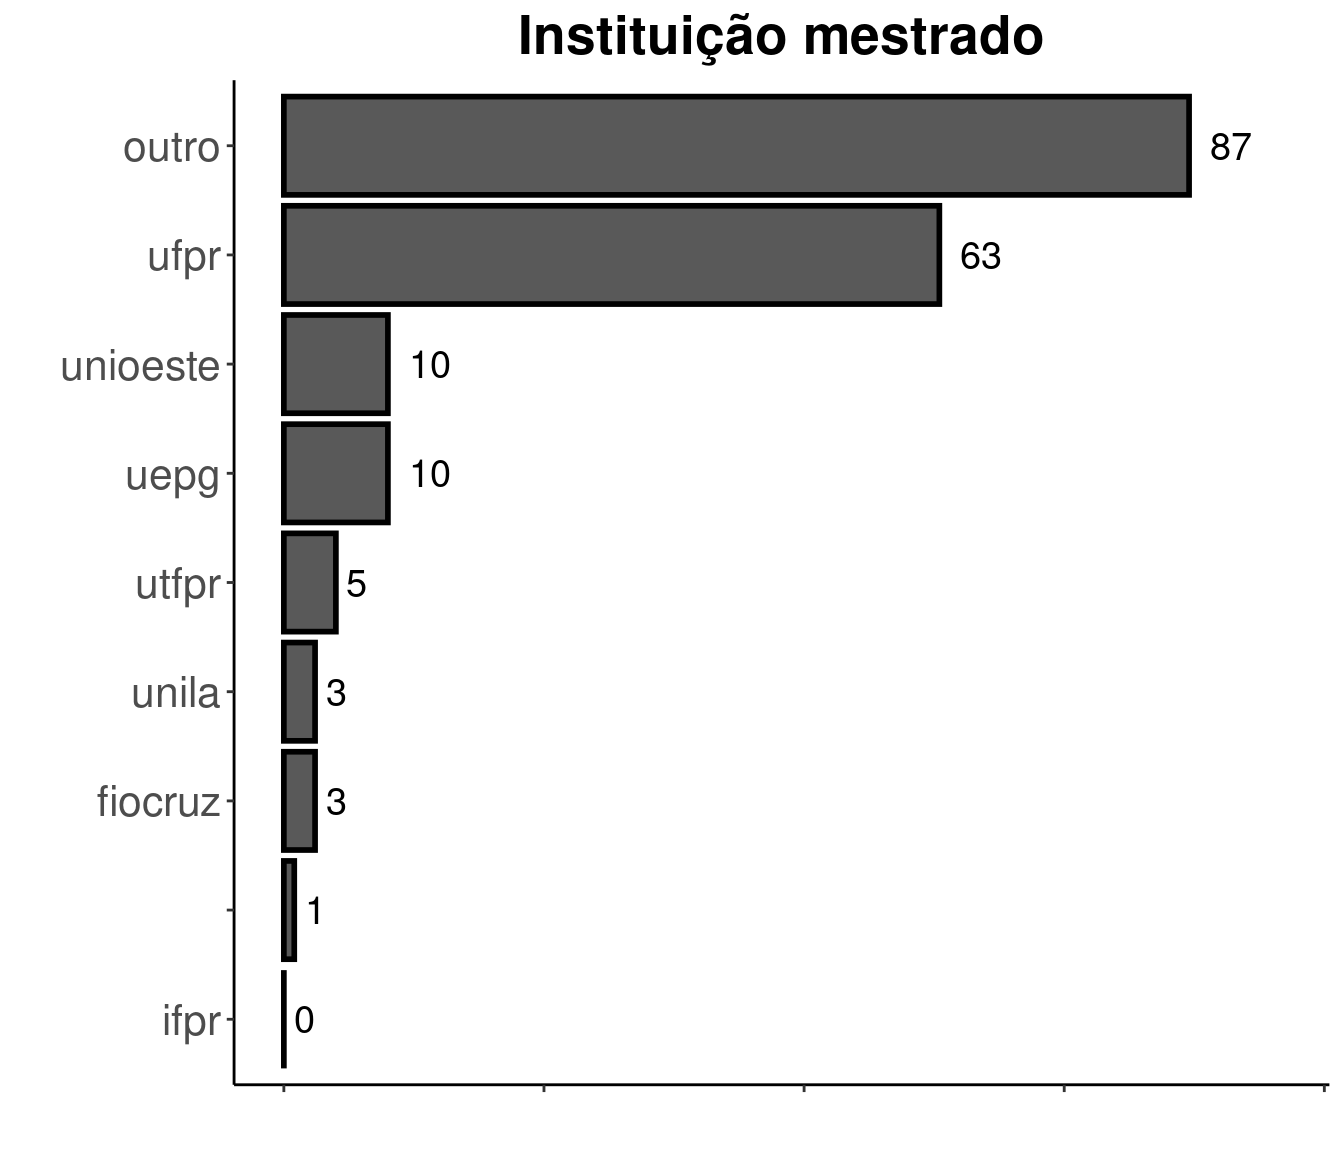 Instituição mestrado
outro 87
ufpr 63
unioeste 10
uepg 10
utfpr 5
unila 3
fiocruz 3
1
ifpr 0